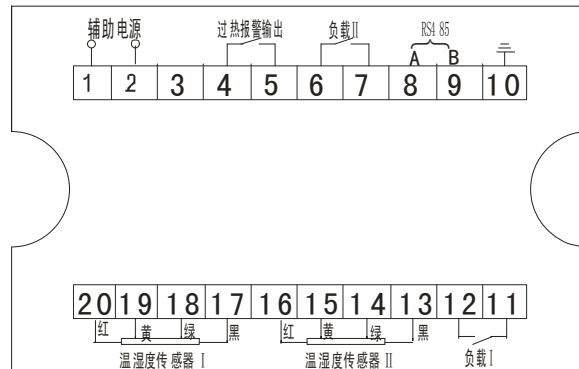 辅助电源 过热报警输出 负载Ⅱ RS485
A B
1 2 3 4 5 6 7 8 9 10
20 19 18 17 16 15 14 13 12 11
红 黄 绿 黑 红 黄 绿 黑
温湿度传感器 Ⅰ 温湿度传感器 Ⅱ 负载Ⅰ